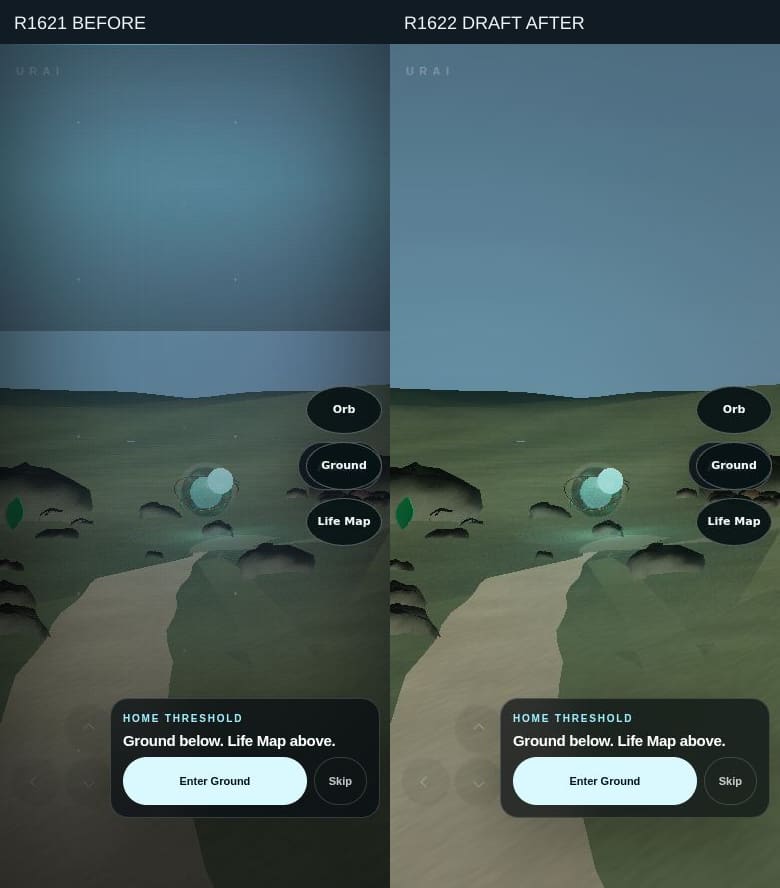 R1621 BEFORE
URAI
Orb
Ground
Life Map
HOME THRESHOLD
Ground below. Life Map above.
Enter Ground
Skip
R1622 DRAFT AFTER
URAI
Orb
Ground
Life Map
HOME THRESHOLD
Ground below. Life Map above.
Enter Ground
Skip